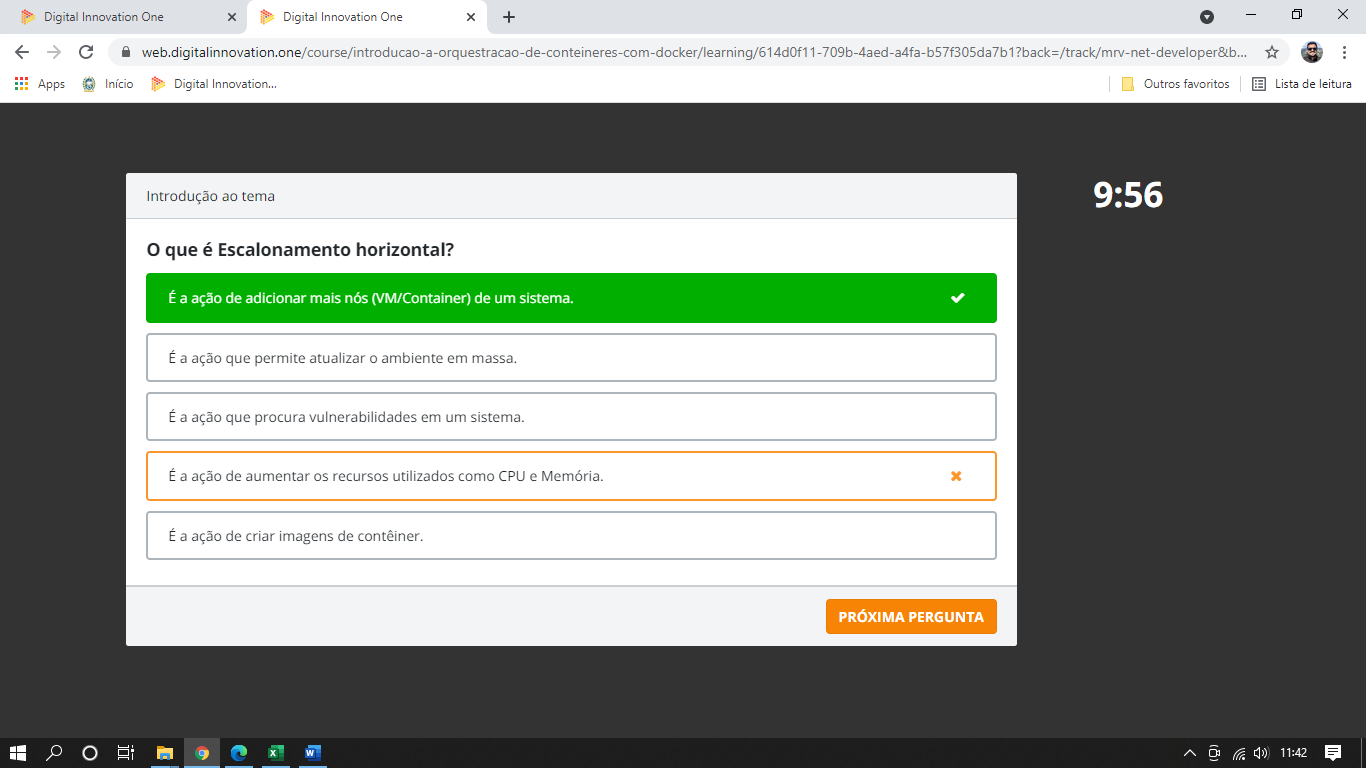 Digital Innovation One
Digital Innovation One
web.digitalinnovation.one/course/introducao-a-orquestracao-de-conteineres-com-docker/learning/614d0f11-709b-4aed-a4fa-b57f305da7b1?back=/track/mrv-net-developer&b...
Apps Início Digital Innovation... Outros favoritos Lista de leitura
Introdução ao tema
9:56
O que é Escalonamento horizontal?
É a ação de adicionar mais nós (VM/Container) de um sistema.
É a ação que permite atualizar o ambiente em massa.
É a ação que procura vulnerabilidades em um sistema.
É a ação de aumentar os recursos utilizados como CPU e Memória.
É a ação de criar imagens de contêiner.
PRÓXIMA PERGUNTA
11:42